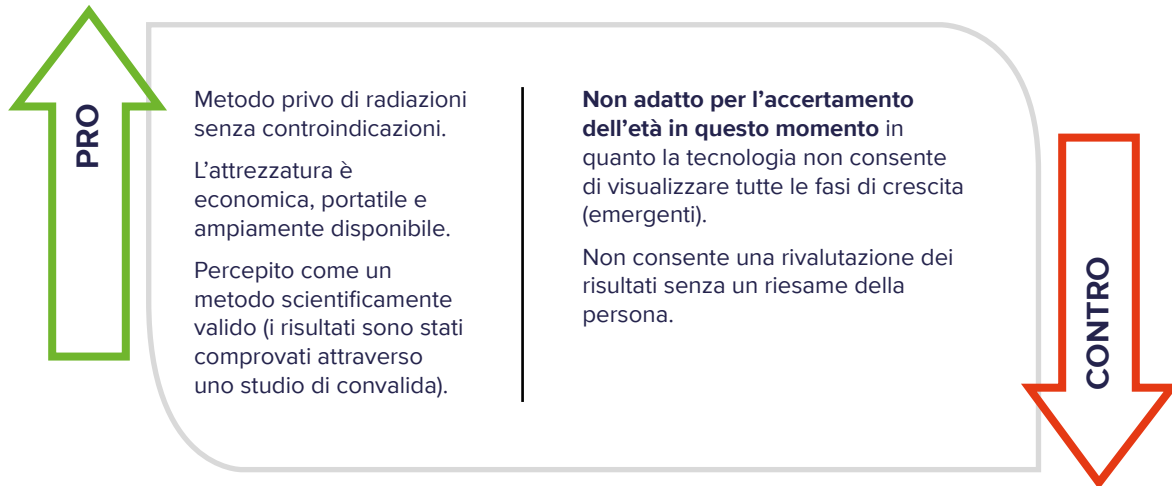 PRO
Metodo privo di radiazioni
senza controindicazioni.
L’attrezzatura è
economica, portatile e
ampiamente disponibile.
Percepito come un
metodo scientificamente
valido (i risultati sono stati
comprovati attraverso
uno studio di convalida).
Non adatto per l’accertamento
dell’età in questo momento in
quanto la tecnologia non consente
di visualizzare tutte le fasi di crescita
(emergenti).
Non consente una rivalutazione dei
risultati senza un riesame della
persona.
CONTRO